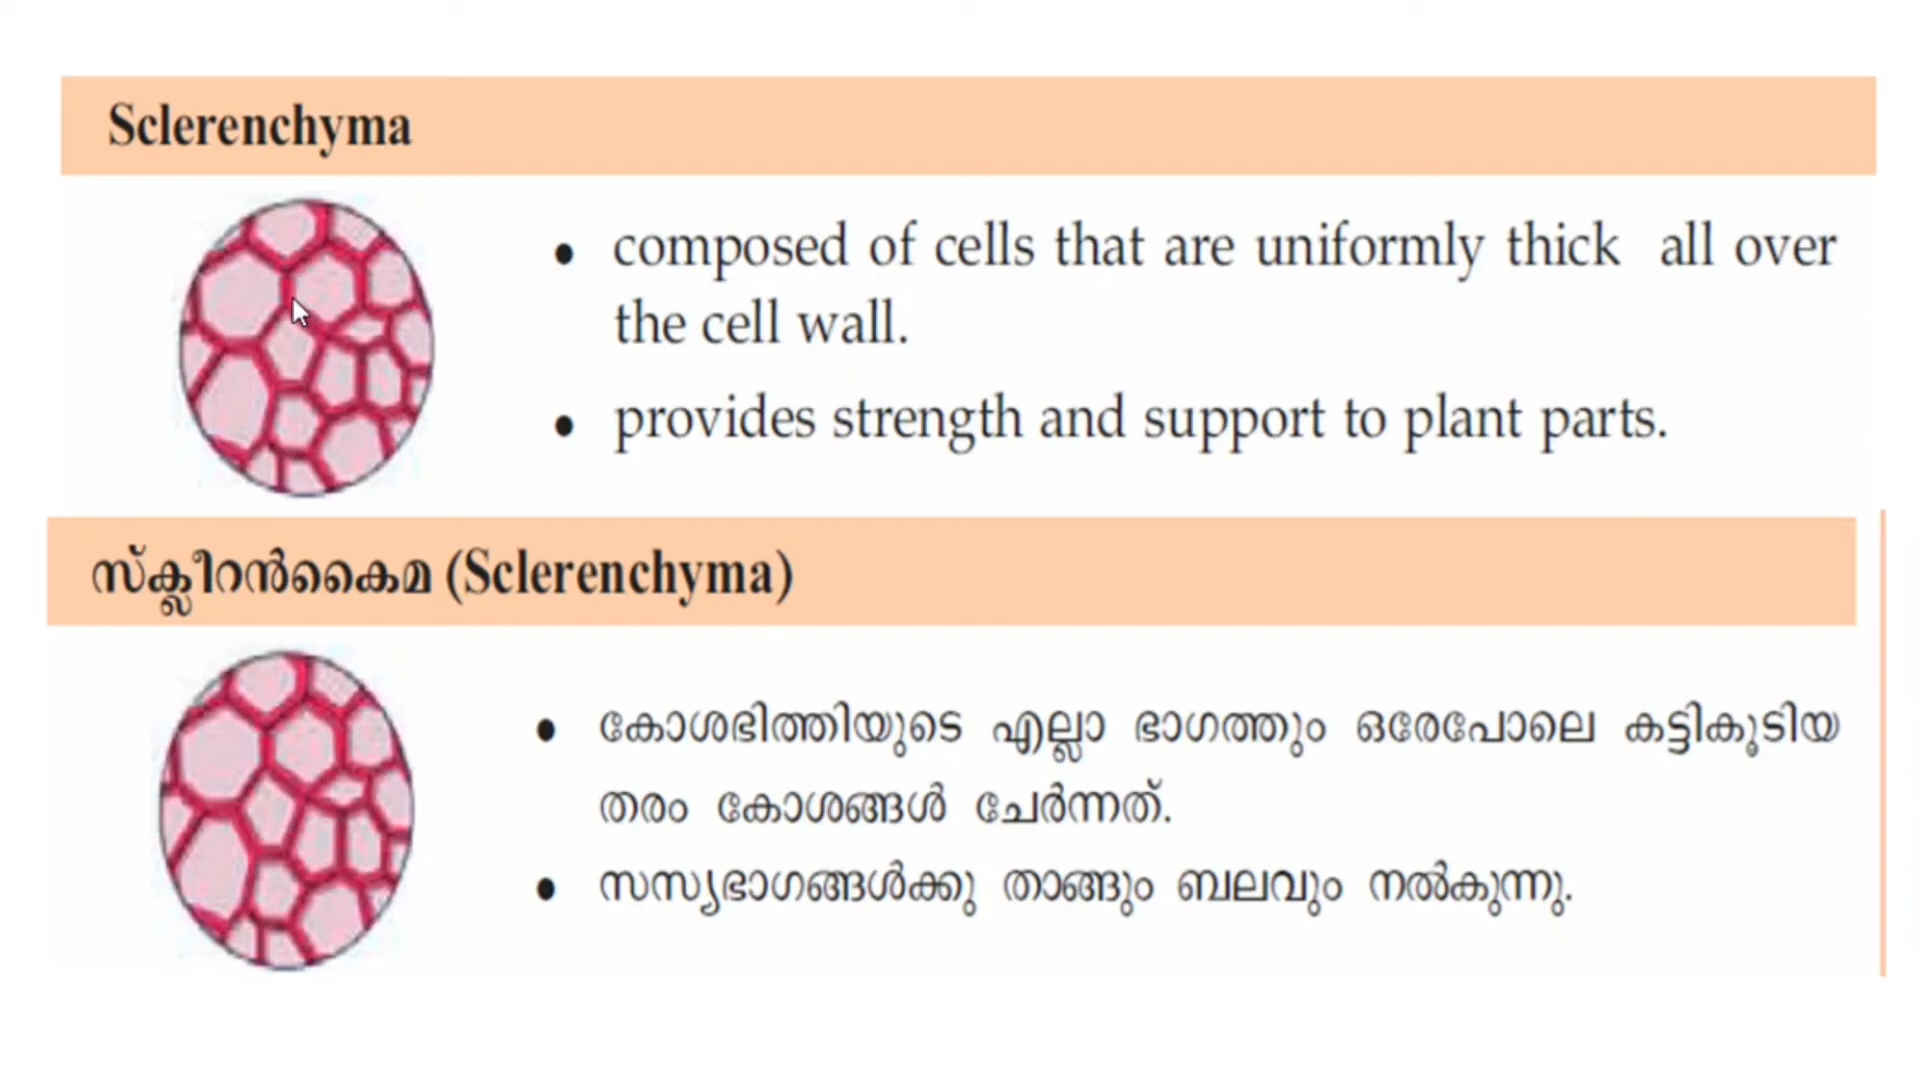 Sclerenchyma
• composed of cells that are uniformly thick all over
the cell wall.
• provides strength and support to plant parts.
സ്ക്ലീറൻകൈമ (Sclerenchyma)
• കോശഭിത്തിയുടെ എല്ലാ ഭാഗത്തും ഒരേപോലെ കട്ടികൂടിയ
തരം കോശങ്ങൾ ചേർന്നത്.
• സസ്യഭാഗങ്ങൾക്കു താങ്ങും ബലവും നൽകുന്നു.